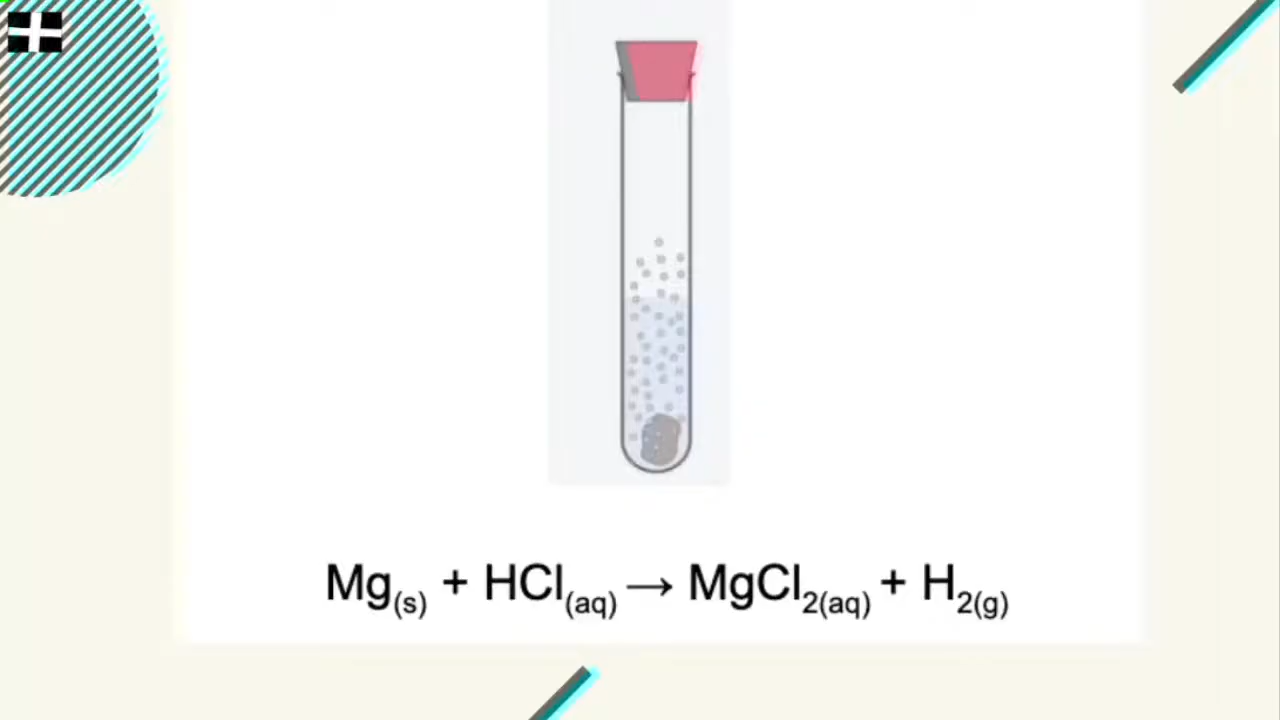 Mg(s) + HCl(aq) → MgCl2(aq) + H2(g)